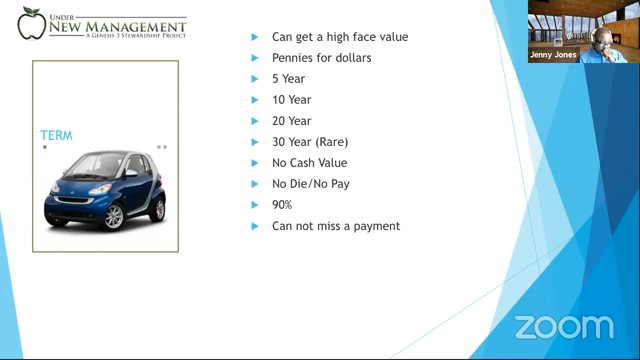 UNDER
NEW MANAGEMENT
A GENESIS 3 STEWARDSHIP PROJECT
TERM
Can get a high face value
Pennies for dollars
5 Year
10 Year
20 Year
30 Year (Rare)
No Cash Value
No Die/No Pay
90%
Can not miss a payment
Jenny Jones
zoom